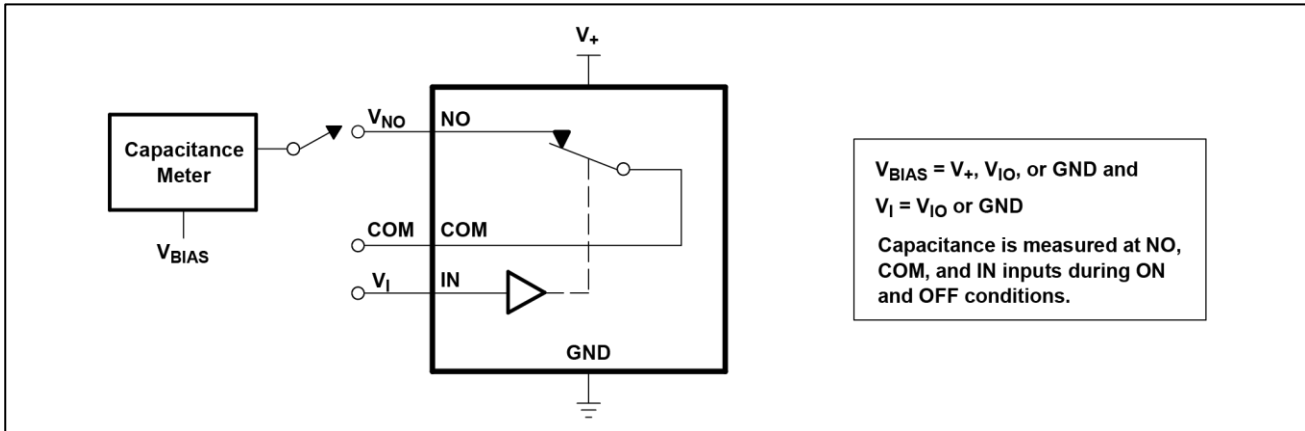 V+
VNO NO
Capacitance
Meter
VBIAS
COM COM
VI IN
GND
VBIAS = V+, VIO, or GND and
VI = VIO or GND
Capacitance is measured at NO,
COM, and IN inputs during ON
and OFF conditions.